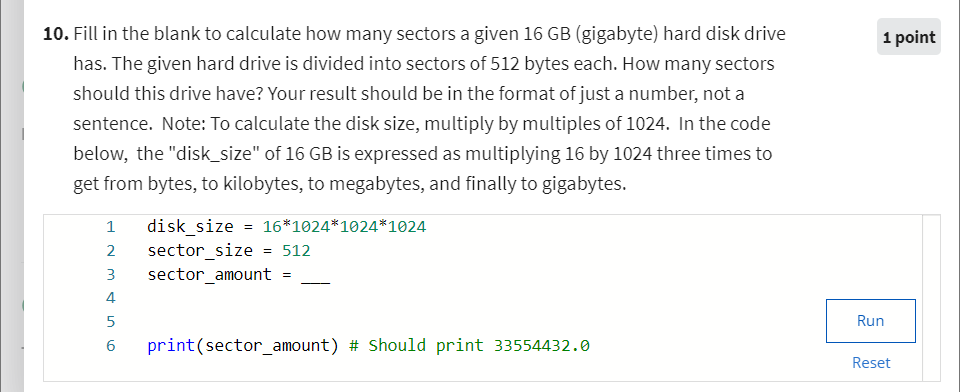 10. Fill in the blank to calculate how many sectors a given 16 GB (gigabyte) hard disk drive
1 point
has. The given hard drive is divided into sectors of 512 bytes each. How many sectors
should this drive have? Your result should be in the format of just a number, not a
sentence.  Note: To calculate the disk size, multiply by multiples of 1024.  In the code
below,  the "disk_size" of 16 GB is expressed as multiplying 16 by 1024 three times to
get from bytes, to kilobytes, to megabytes, and finally to gigabytes.
1 disk_size = 16*1024*1024*1024
2 sector_size = 512
3 sector_amount = ___
4
5
Run
6 print(sector_amount) # Should print 33554432.0
Reset